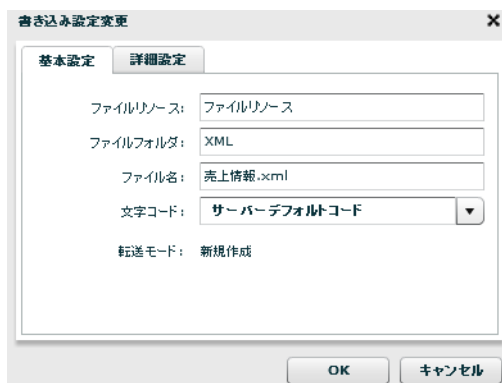 書き込み設定変更
基本設定 詳細設定
ファイルリソース: ファイルリソース
ファイルフォルダ: XML
ファイル名: 売上情報.xml
文字コード: サーバーデフォルトコード
転送モード: 新規作成
OK キャンセル